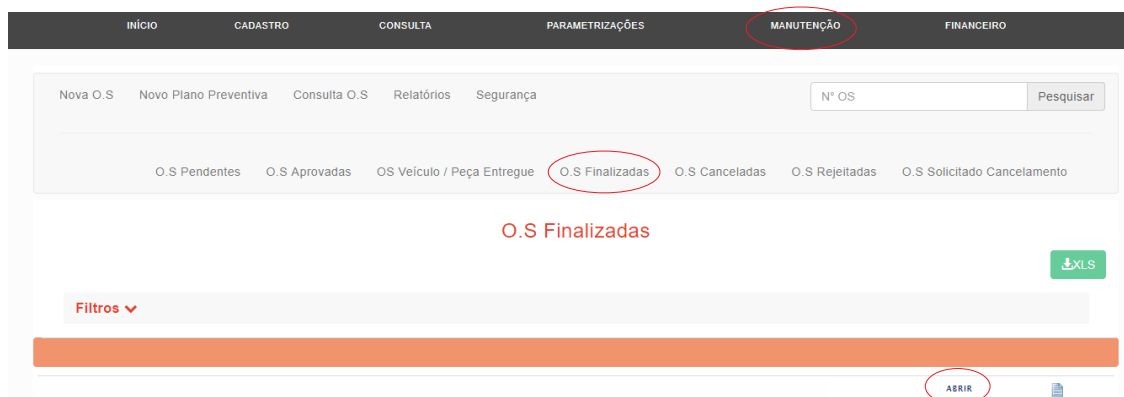 INÍCIO CADASTRO CONSULTA PARAMETRIZAÇÕES MANUTENÇÃO FINANCEIRO
Nova O.S Novo Plano Preventiva Consulta O.S Relatórios Segurança N° OS Pesquisar
O.S Pendentes O.S Aprovadas OS Veículo / Peça Entregue O.S Finalizadas O.S Canceladas O.S Rejeitadas O.S Solicitado Cancelamento
O.S Finalizadas
XLS
Filtros
ABRIR